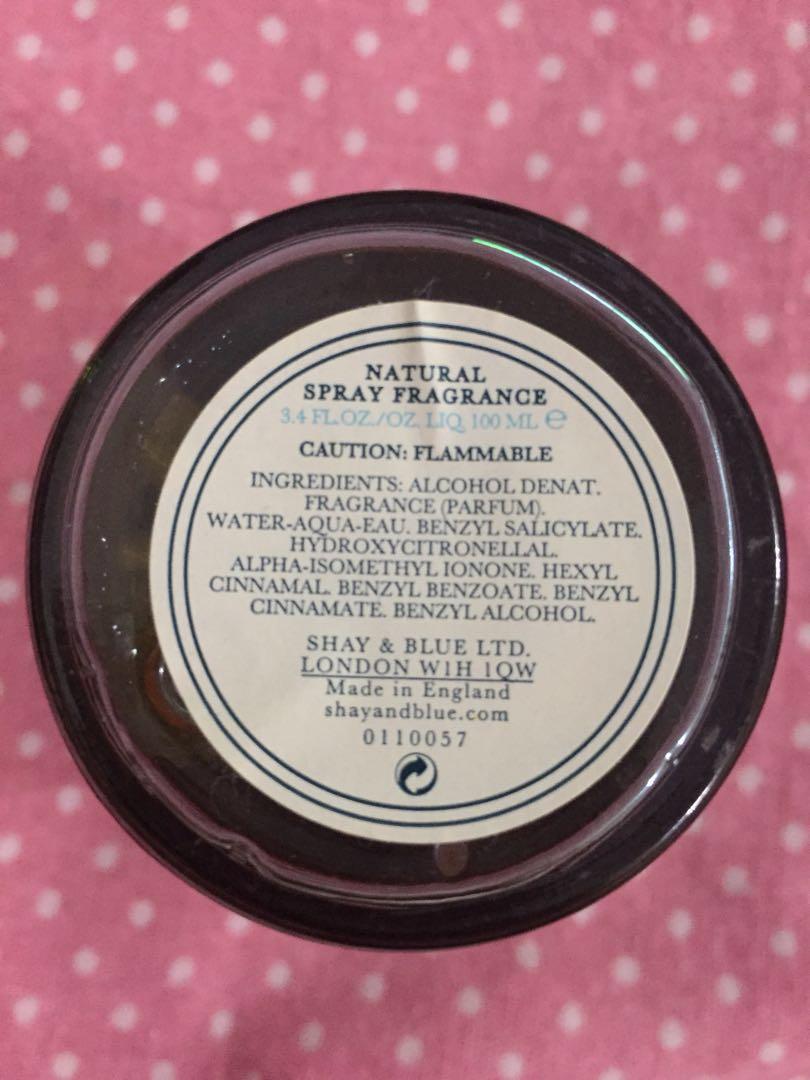 NATURAL
SPRAY FRAGRANCE
3.4 FL.OZ./OZ. LIQ 100 ML ℮
CAUTION: FLAMMABLE
INGREDIENTS: ALCOHOL DENAT.
FRAGRANCE (PARFUM).
WATER-AQUA-EAU. BENZYL SALICYLATE.
HYDROXYCITRONELLAL.
ALPHA-ISOMETHYL IONONE. HEXYL
CINNAMAL. BENZYL BENZOATE. BENZYL
CINNAMATE. BENZYL ALCOHOL.
SHAY & BLUE LTD.
LONDON W1H 1QW
Made in England
shayandblue.com
0110057